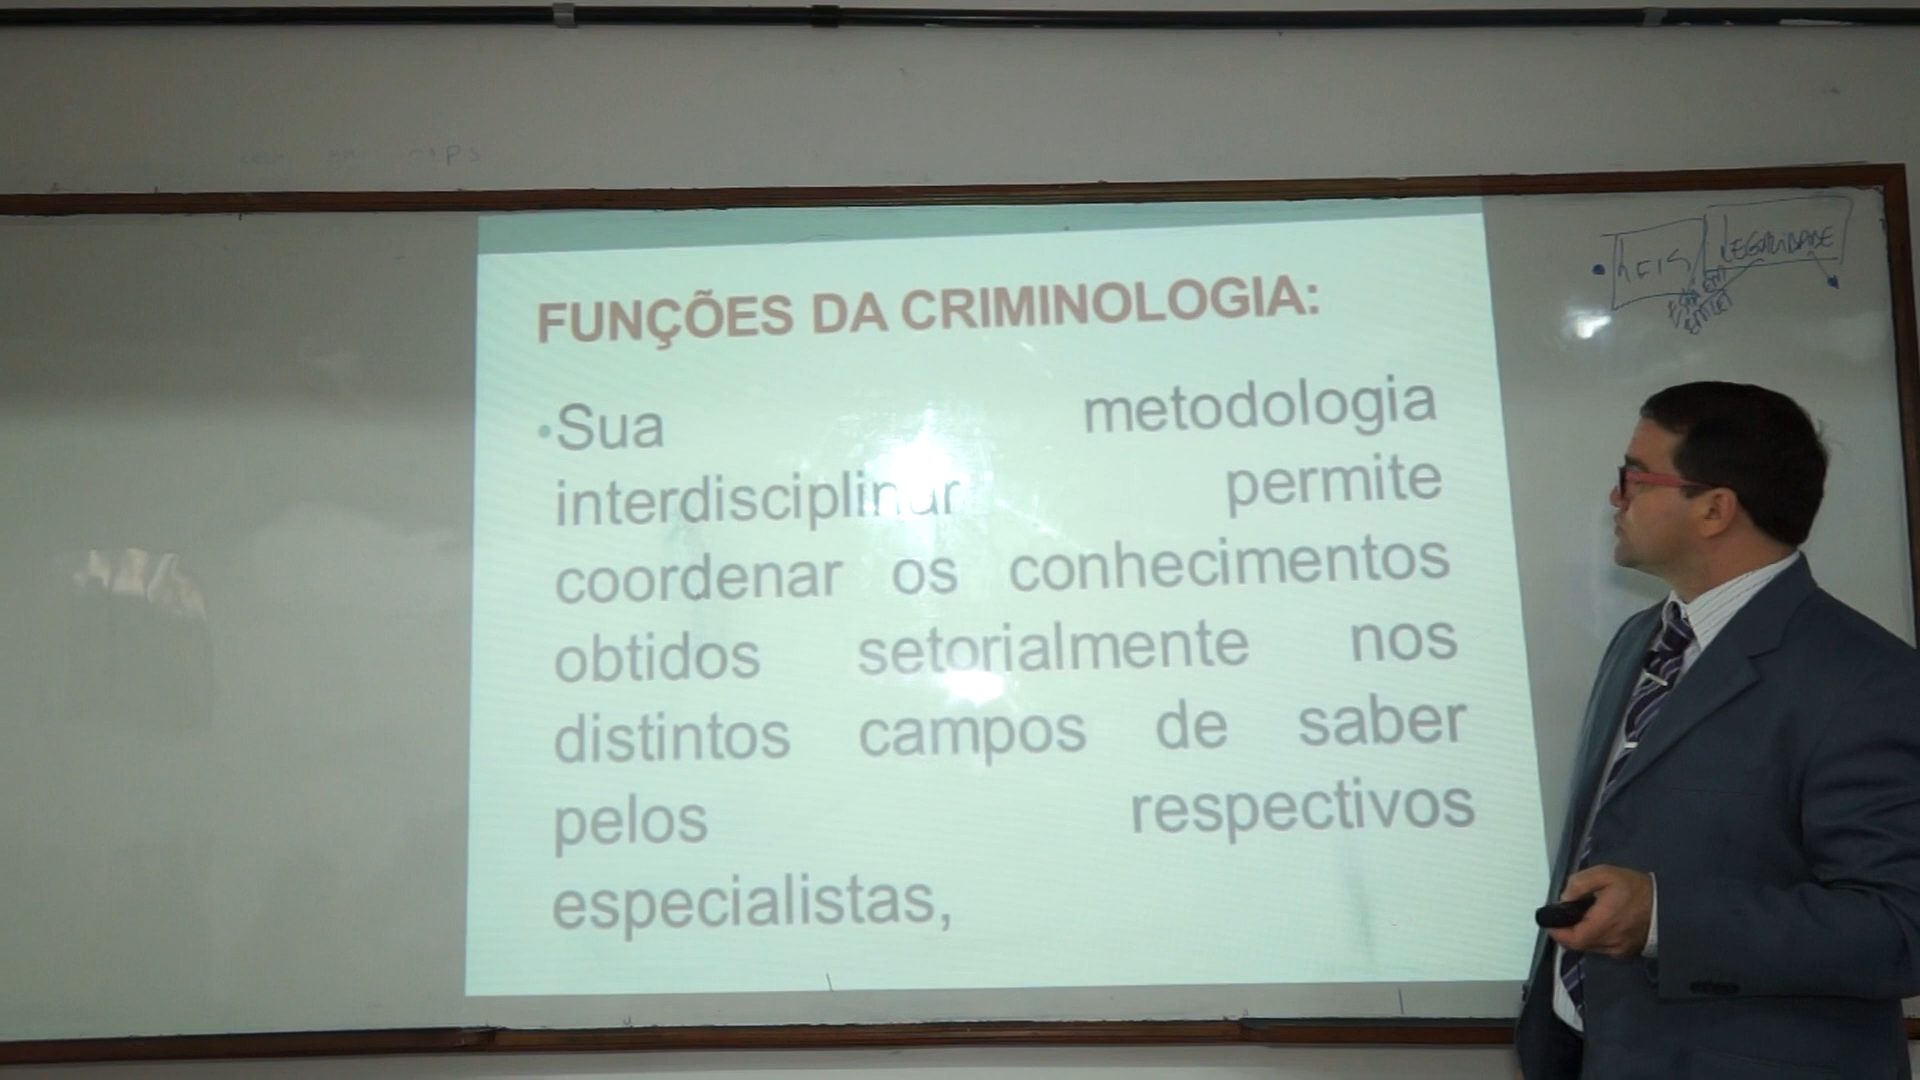 FUNÇÕES DA CRIMINOLOGIA:
•Sua metodologia
interdisciplinar permite
coordenar os conhecimentos
obtidos setorialmente nos
distintos campos de saber
pelos respectivos
especialistas,
LEIS LEGALIDADE